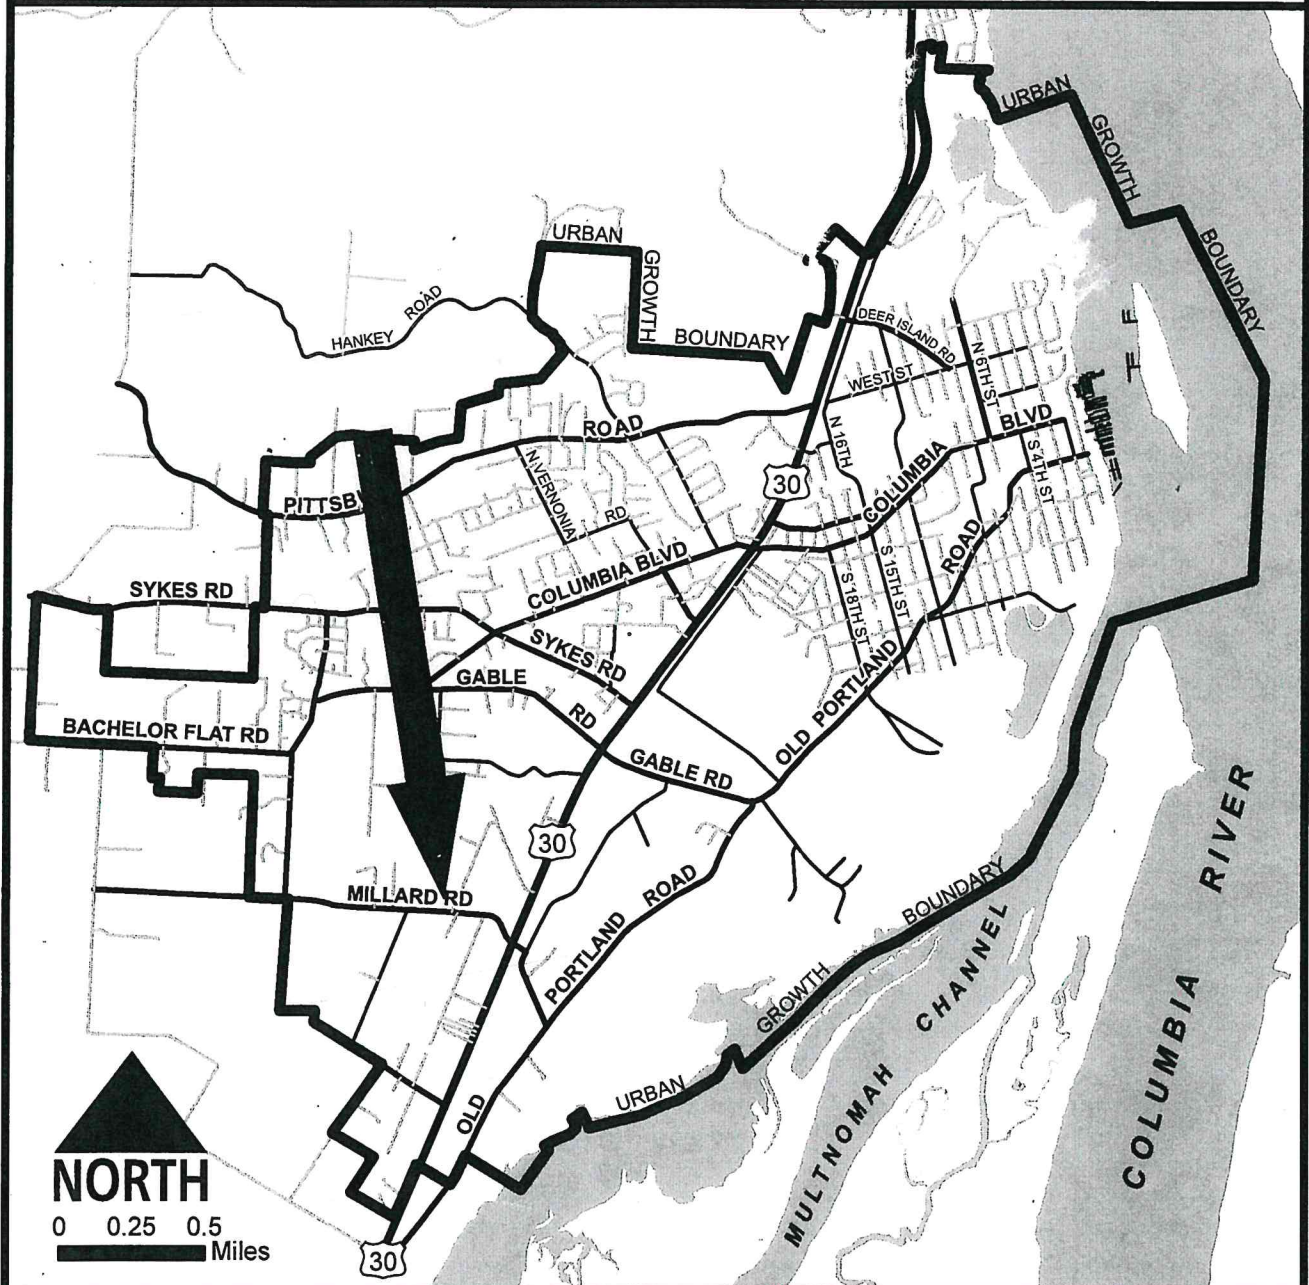 URBAN
GROWTH
BOUNDARY
URBAN
GROWTH
BOUNDARY
HANKEY ROAD
DEER ISLAND RD
WEST ST
N 6TH ST
ROAD
BLVD
N 16TH
COLUMBIA
S 4TH ST
30
PITTSB
N VERNONIA
RD
ROAD
COLUMBIA BLVD
S 15TH ST
S 18TH ST
SYKES RD
SYKES RD
GABLE
RD
OLD PORTLAND
BACHELOR FLAT RD
GABLE RD
30
RIVER
MILLARD RD
PORTLAND ROAD
BOUNDARY
GROWTH
CHANNEL
COLUMBIA
URBAN
OLD
MULTNOMAH
NORTH
0 0.25 0.5
Miles
30